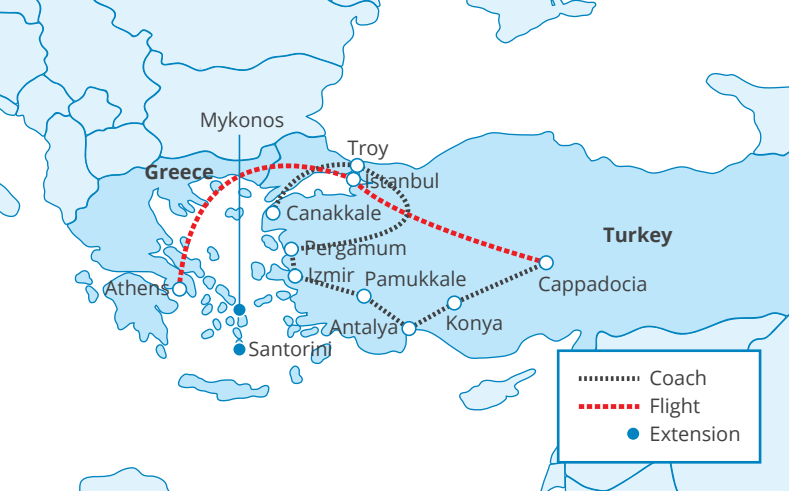 Mykonos
Troy
Greece
Istanbul
Canakkale
Turkey
Pergamum
Izmir
Pamukkale
Athens
Cappadocia
Antalya
Konya
Santorini
Coach
Flight
Extension